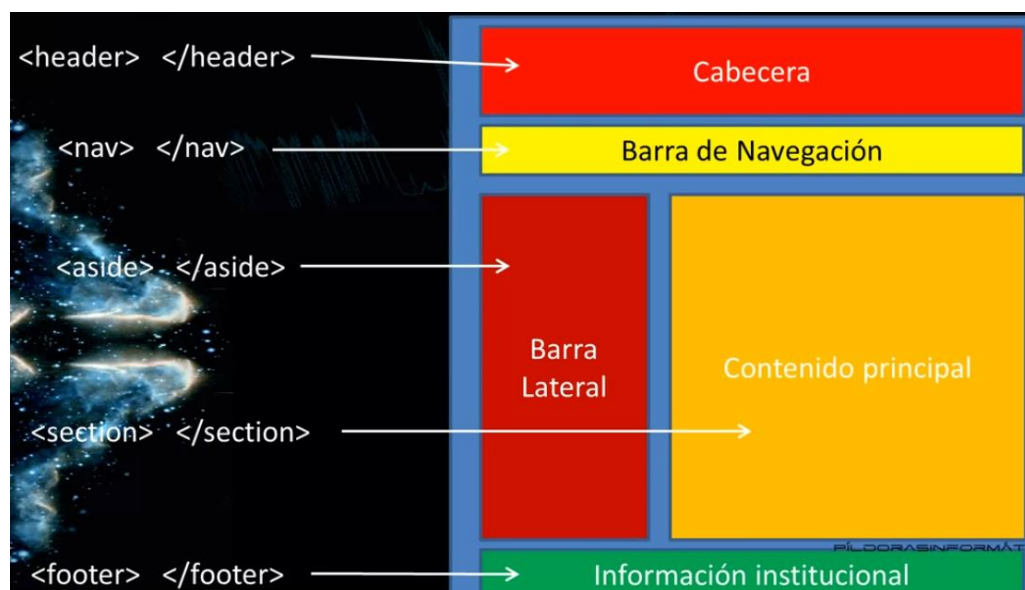 <header> </header>
Cabecera
<nav> </nav>
Barra de Navegación
<aside> </aside>
Barra
Lateral
Contenido principal
<section> </section>
PÍLDORASINFORMÁT
<footer> </footer>
Información institucional